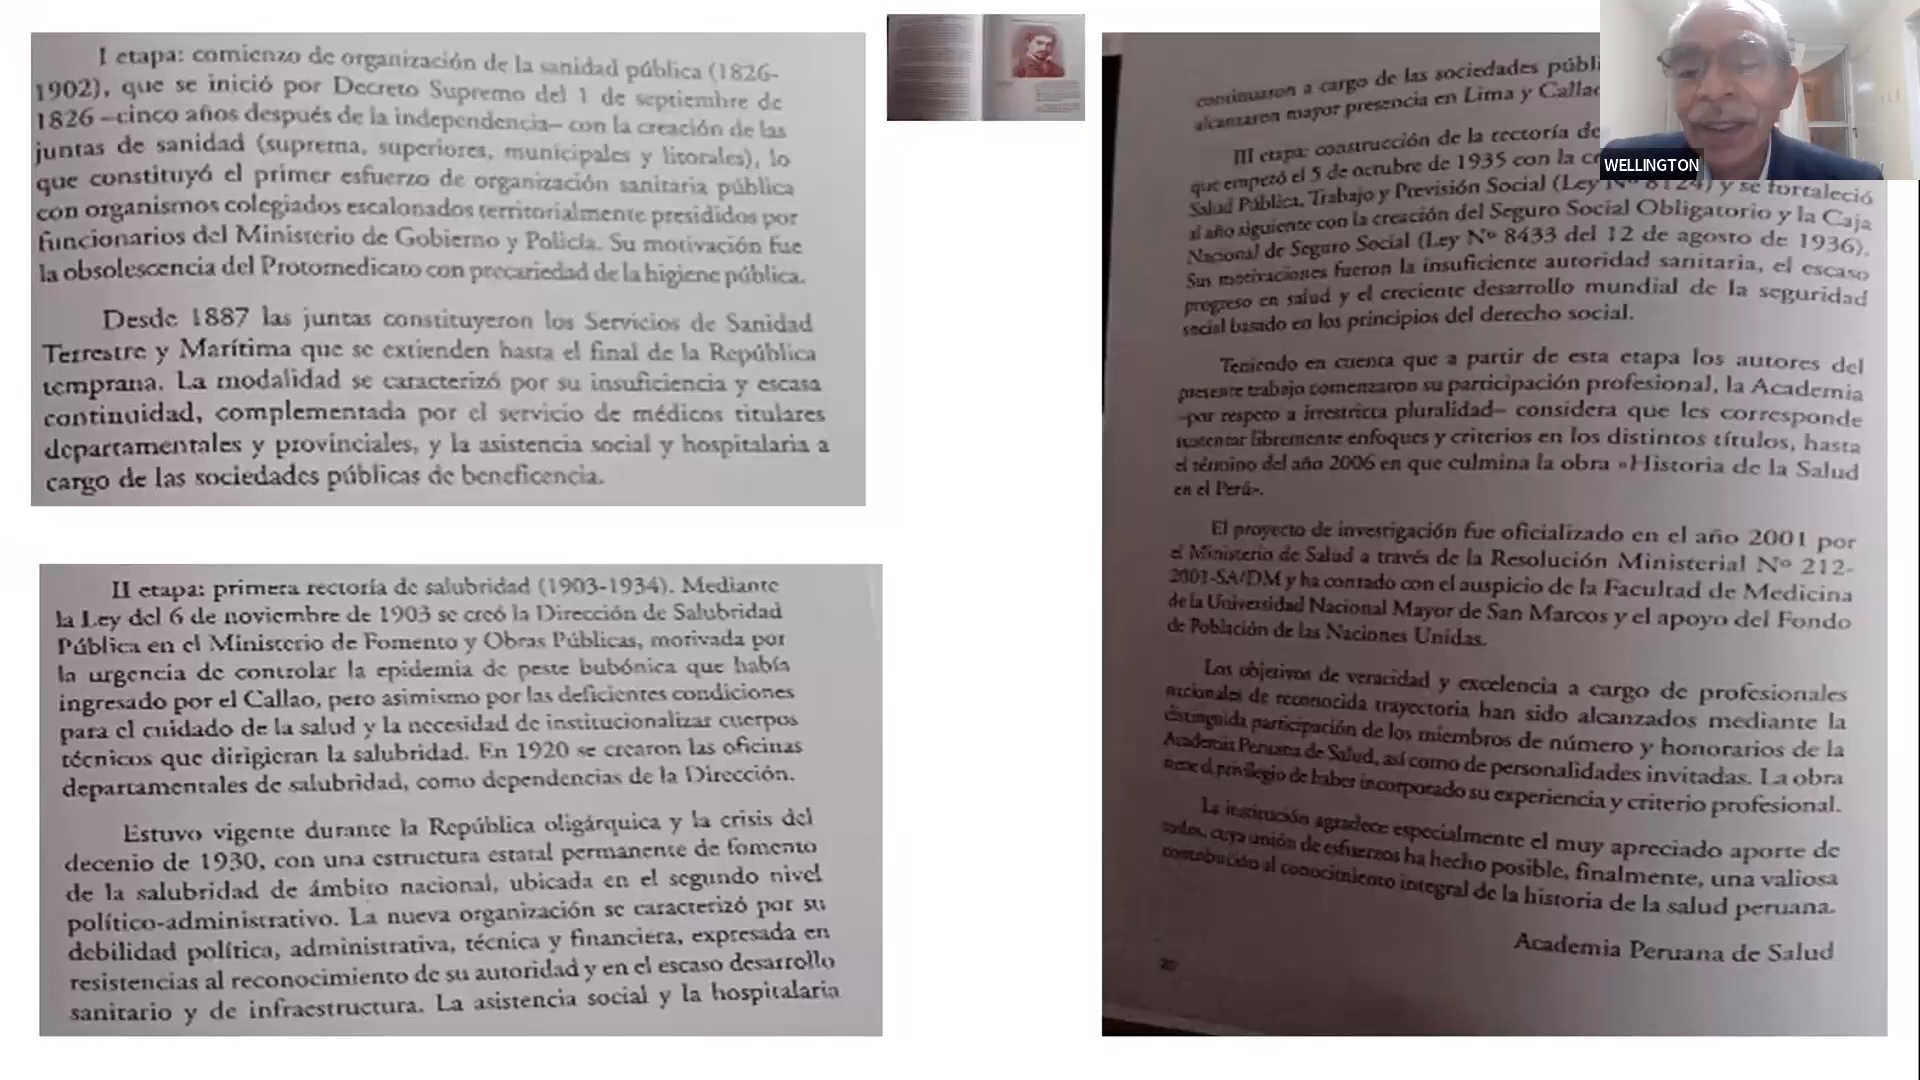 I etapa: comienzo de organización de la sanidad pública (1826-
1902), que se inició por Decreto Supremo del 1 de septiembre de
1826 –cinco años después de la independencia– con la creación de las
juntas de sanidad (suprema, superiores, municipales y litorales), lo
que constituyó el primer esfuerzo de organización sanitaria pública
con organismos colegiados escalonados territorialmente presididos por
funcionarios del Ministerio de Gobierno y Policía. Su motivación fue
la obsolescencia del Protomedicato con precariedad de la higiene pública.
Desde 1887 las juntas constituyeron los Servicios de Sanidad
Terrestre y Marítima que se extienden hasta el final de la República
temprana. La modalidad se caracterizó por su insuficiencia y escasa
continuidad, complementada por el servicio de médicos titulares
departamentales y provinciales, y la asistencia social y hospitalaria a
cargo de las sociedades públicas de beneficencia.
II etapa: primera rectoría de salubridad (1903-1934). Mediante
la Ley del 6 de noviembre de 1903 se creó la Dirección de Salubridad
Pública en el Ministerio de Fomento y Obras Públicas, motivada por
la urgencia de controlar la epidemia de peste bubónica que había
ingresado por el Callao, pero asimismo por las deficientes condiciones
para el cuidado de la salud y la necesidad de institucionalizar cuerpos
técnicos que dirigieran la salubridad. En 1920 se crearon las oficinas
departamentales de salubridad, como dependencias de la Dirección.
Estuvo vigente durante la República oligárquica y la crisis del
decenio de 1930, con una estructura estatal permanente de fomento
de la salubridad de ámbito nacional, ubicada en el segundo nivel
político-administrativo. La nueva organización se caracterizó por su
debilidad política, administrativa, técnica y financiera, expresada en
resistencias al reconocimiento de su autoridad y en el escaso desarrollo
sanitario y de infraestructura. La asistencia social y la hospitalaria
continuaron a cargo de las sociedades públi
alcanzaron mayor presencia en Lima y Callao
III etapa: construcción de la rectoría de
que empezó el 5 de octubre de 1935 con la
Salud Pública, Trabajo y Previsión Social (Ley Nº 8124) y se fortaleció
al año siguiente con la creación del Seguro Social Obligatorio y la Caja
Nacional de Seguro Social (Ley Nº 8433 del 12 de agosto de 1936).
Sus motivaciones fueron la insuficiente autoridad sanitaria, el escaso
progreso en salud y el creciente desarrollo mundial de la seguridad
social basado en los principios del derecho social.
Teniendo en cuenta que a partir de esta etapa los autores del
presente trabajo comenzaron su participación profesional, la Academia
–por respeto a irrestricta pluralidad– considera que les corresponde
sustentar libremente enfoques y criterios en los distintos títulos, hasta
el término del año 2006 en que culmina la obra «Historia de la Salud
en el Perú».
El proyecto de investigación fue oficializado en el año 2001 por
el Ministerio de Salud a través de la Resolución Ministerial Nº 212-
2001-SA/DM y ha contado con el auspicio de la Facultad de Medicina
de la Universidad Nacional Mayor de San Marcos y el apoyo del Fondo
de Población de las Naciones Unidas.
Los objetivos de veracidad y excelencia a cargo de profesionales
nacionales de reconocida trayectoria han sido alcanzados mediante la
distinguida participación de los miembros de número y honorarios de la
Academia Peruana de Salud, así como de personalidades invitadas. La obra
tiene el privilegio de haber incorporado su experiencia y criterio profesional.
La institución agradece especialmente el muy apreciado aporte de
todos, cuya unión de esfuerzos ha hecho posible, finalmente, una valiosa
contribución al conocimiento integral de la historia de la salud peruana.
Academia Peruana de Salud
20
WELLINGTON